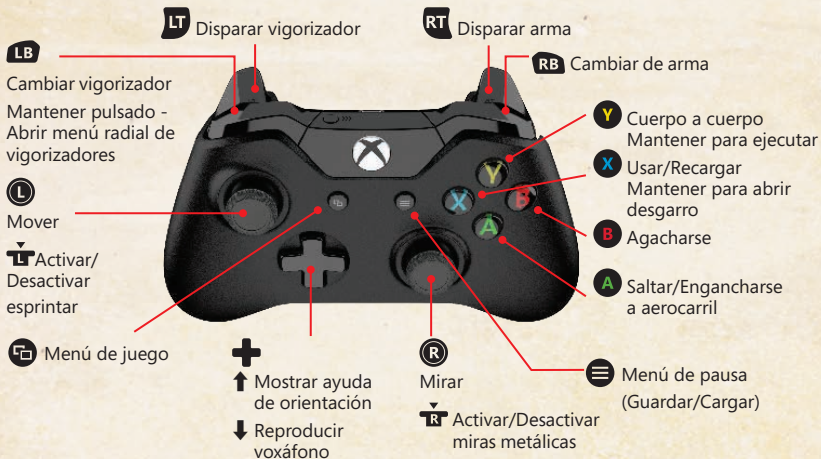 LT Disparar vigorizador
RT Disparar arma
LB
Cambiar vigorizador
Mantener pulsado -
Abrir menú radial de
vigorizadores
RB Cambiar de arma
Y Cuerpo a cuerpo
Mantener para ejecutar
X Usar/Recargar
Mantener para abrir
desgarro
B Agacharse
A Saltar/Engancharse
a aerocarril
L
Mover
L Activar/
Desactivar
esprintar
Menú de juego
Mostrar ayuda
de orientación
Reproducir
voxáfono
R
Mirar
R Activar/Desactivar
miras metálicas
Menú de pausa
(Guardar/Cargar)
Y
X
B
A